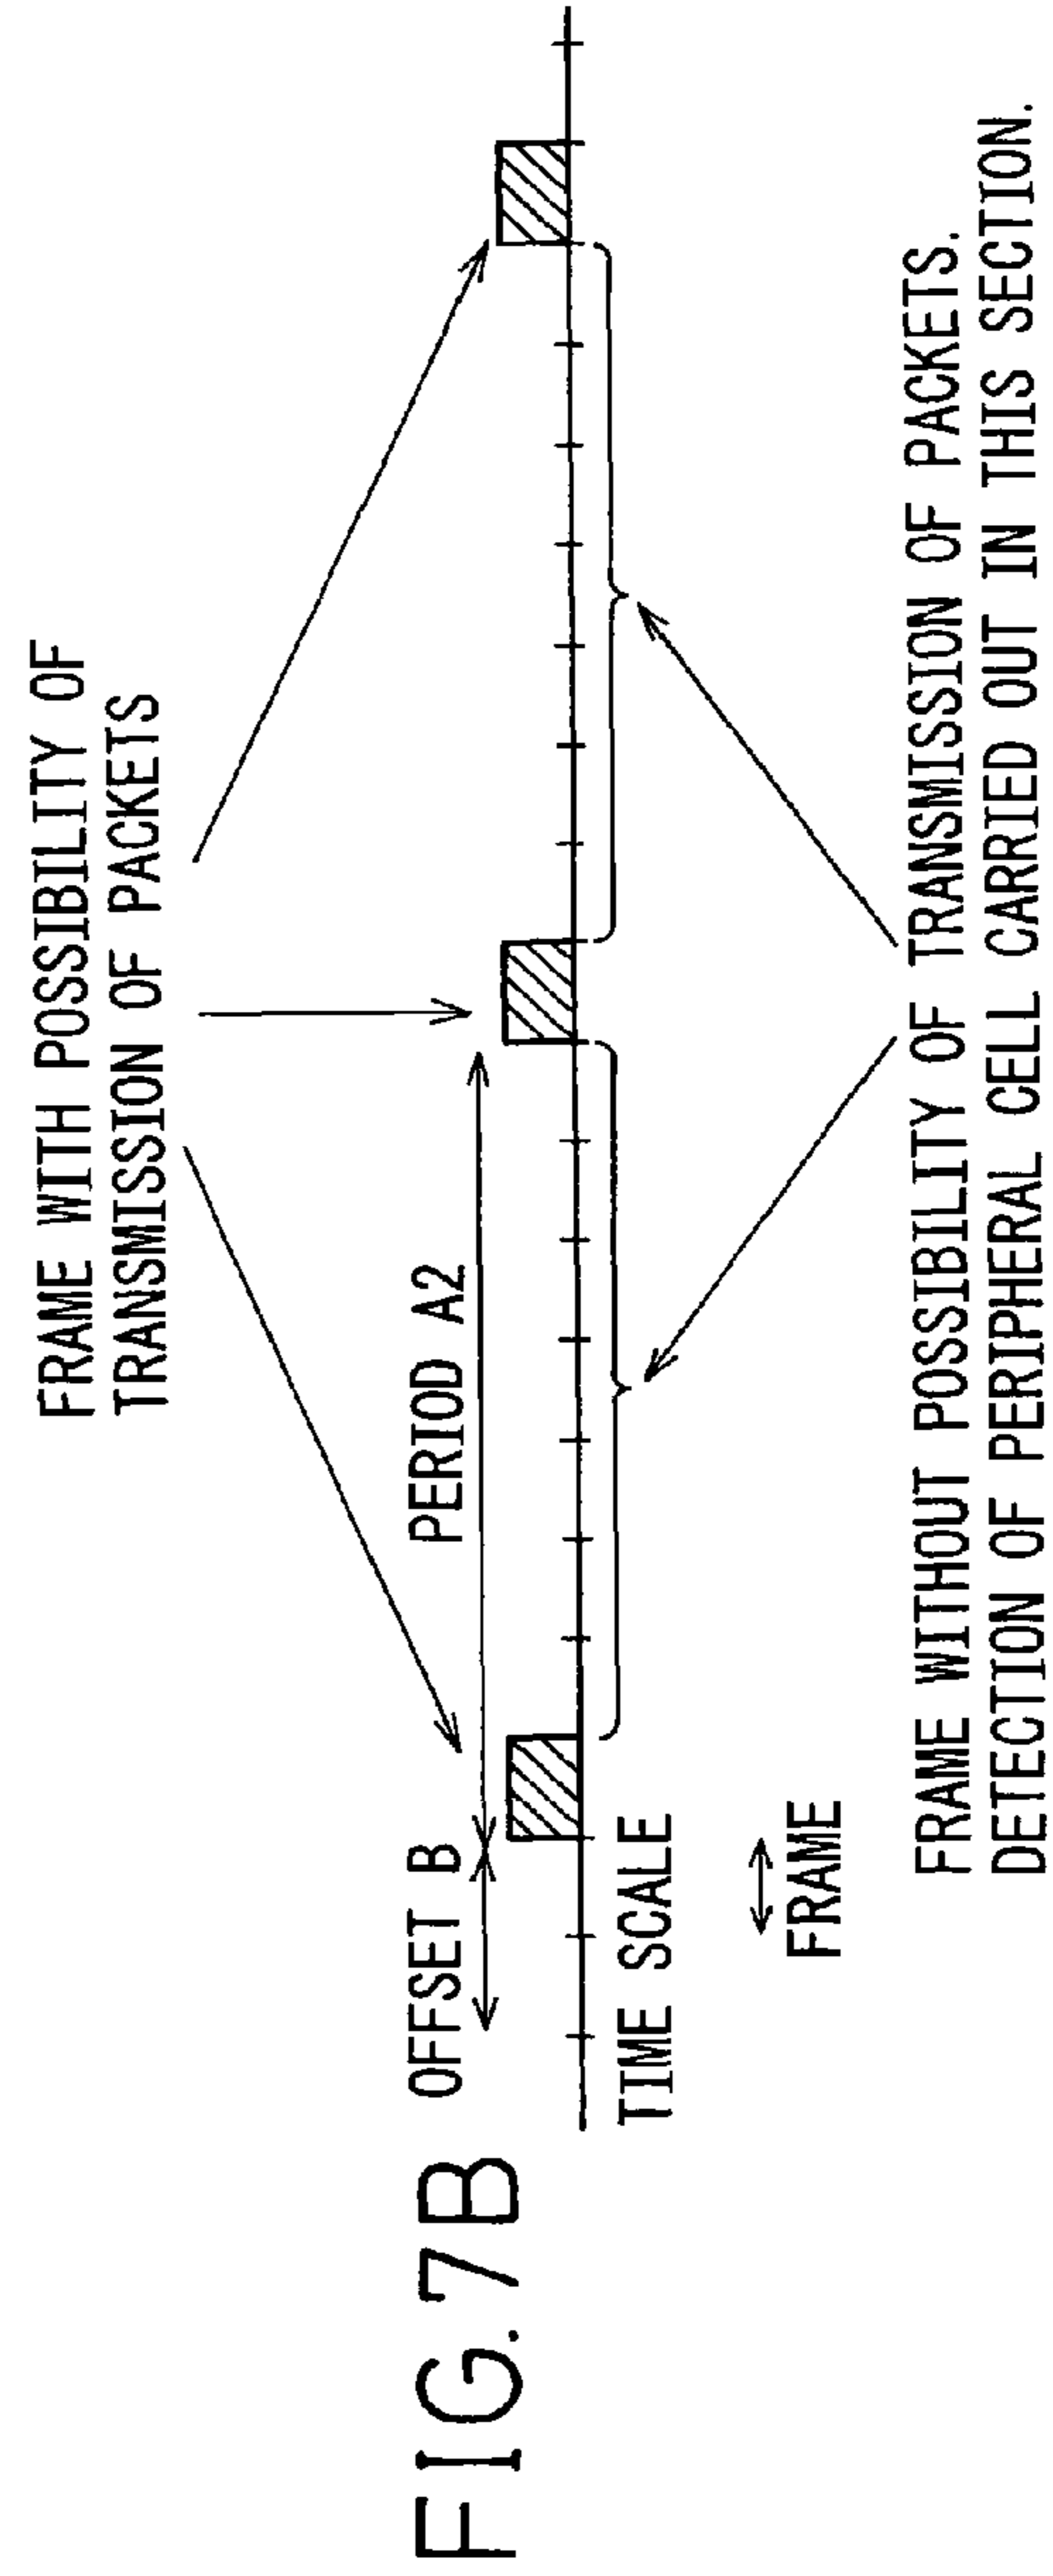 FIG. 7B
FRAME WITH POSSIBILITY OF
TRANSMISSION OF PACKETS
OFFSET B
PERIOD A2
TIME SCALE
FRAME
FRAME WITHOUT POSSIBILITY OF TRANSMISSION OF PACKETS.
DETECTION OF PERIPHERAL CELL CARRIED OUT IN THIS SECTION.